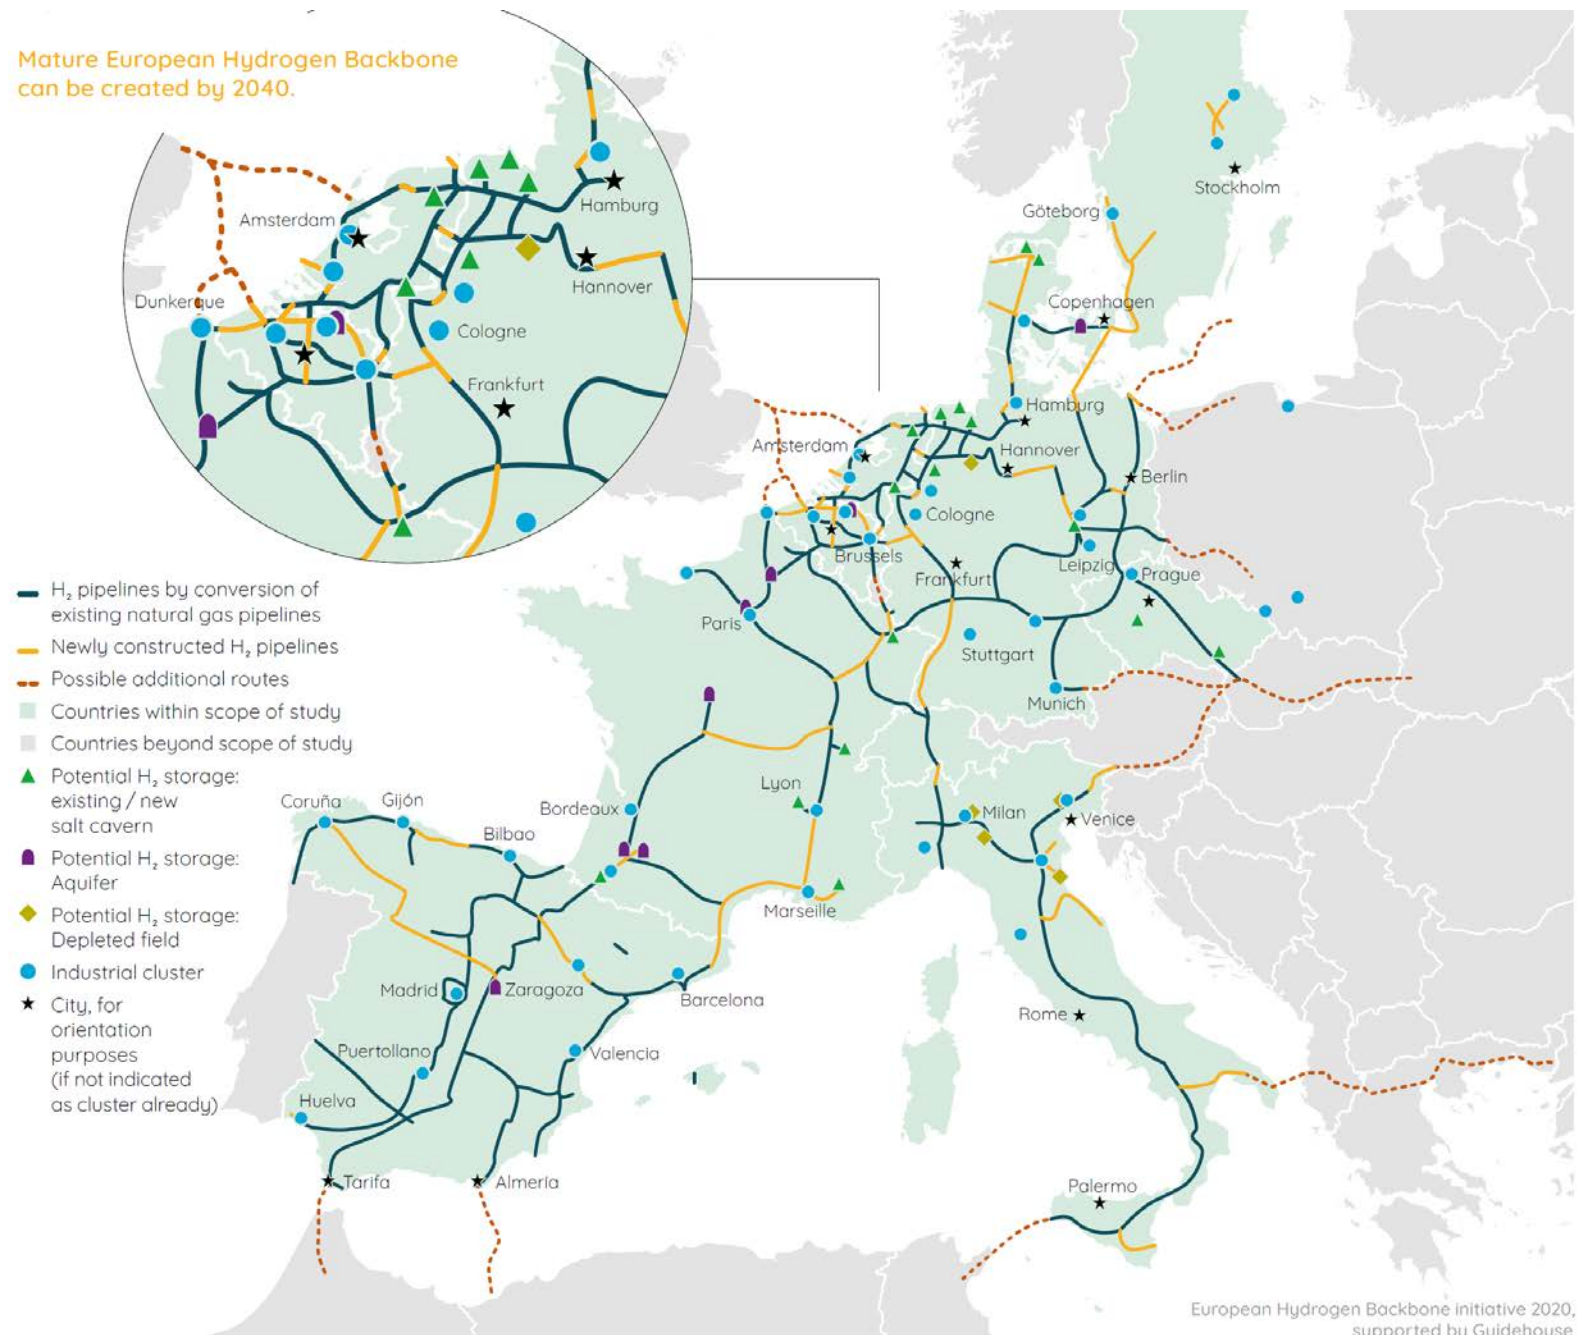 Mature European Hydrogen Backbone
can be created by 2040.
Amsterdam
Hamburg
Hannover
Dunkerque
Cologne
Frankfurt
H₂ pipelines by conversion of
existing natural gas pipelines
Newly constructed H₂ pipelines
Possible additional routes
Countries within scope of study
Countries beyond scope of study
Potential H₂ storage:
existing / new
salt cavern
Potential H₂ storage:
Aquifer
Potential H₂ storage:
Depleted field
Industrial cluster
City, for
orientation
purposes
(if not indicated
as cluster already)
Stockholm
Göteborg
Copenhagen
Hamburg
Amsterdam
Hannover
Berlin
Cologne
Brussels
Leipzig
Frankfurt
Prague
Paris
Stuttgart
Munich
Lyon
Coruña
Gijón
Bordeaux
Milan
Venice
Bilbao
Marseille
Madrid
Zaragoza
Barcelona
Rome
Puertollano
Valencia
Huelva
Tarifa
Almería
Palermo
European Hydrogen Backbone initiative 2020,
supported by Guidehouse